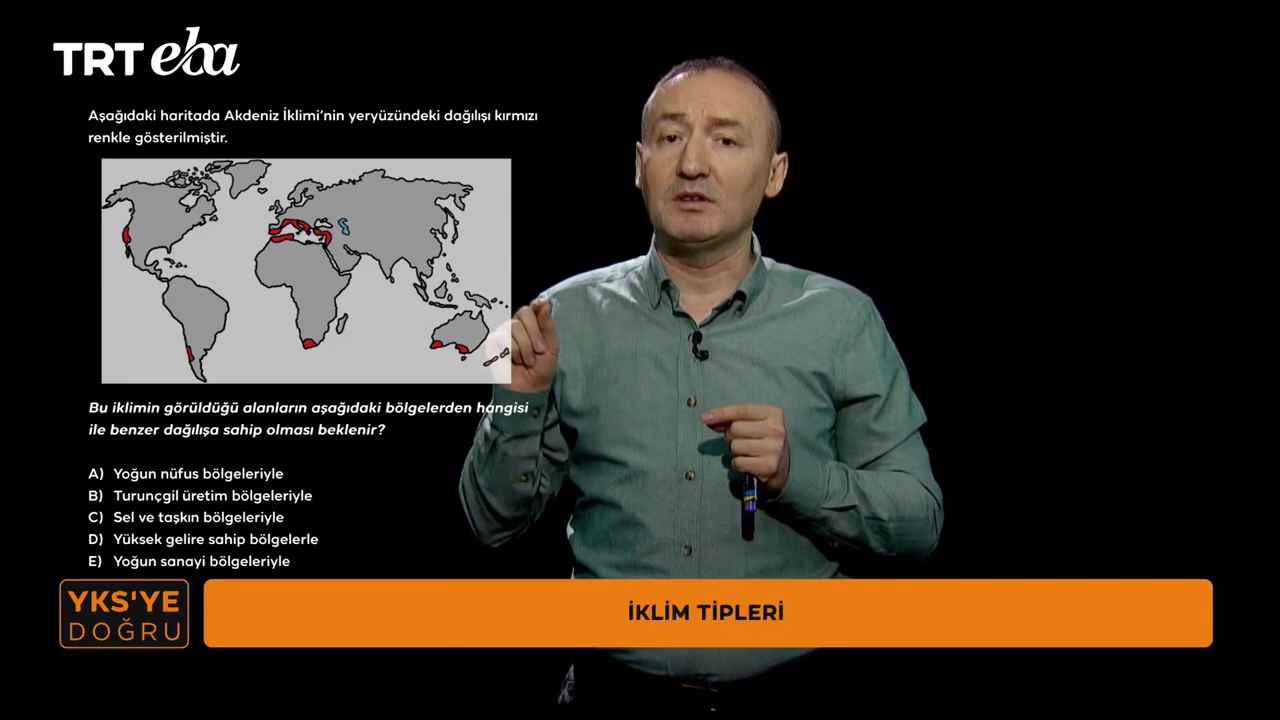 TRT eba
Aşağıdaki haritada Akdeniz İklimi'nin yeryüzündeki dağılışı kırmızı
renkle gösterilmiştir.
Bu iklimin görüldüğü alanların aşağıdaki bölgelerden hangisi
ile benzer dağılışa sahip olması beklenir?
A) Yoğun nüfus bölgeleriyle
B) Turunçgil üretim bölgeleriyle
C) Sel ve taşkın bölgeleriyle
D) Yüksek gelire sahip bölgelerle
E) Yoğun sanayi bölgeleriyle
YKS'YE
DOĞRU
İKLİM TİPLERİ